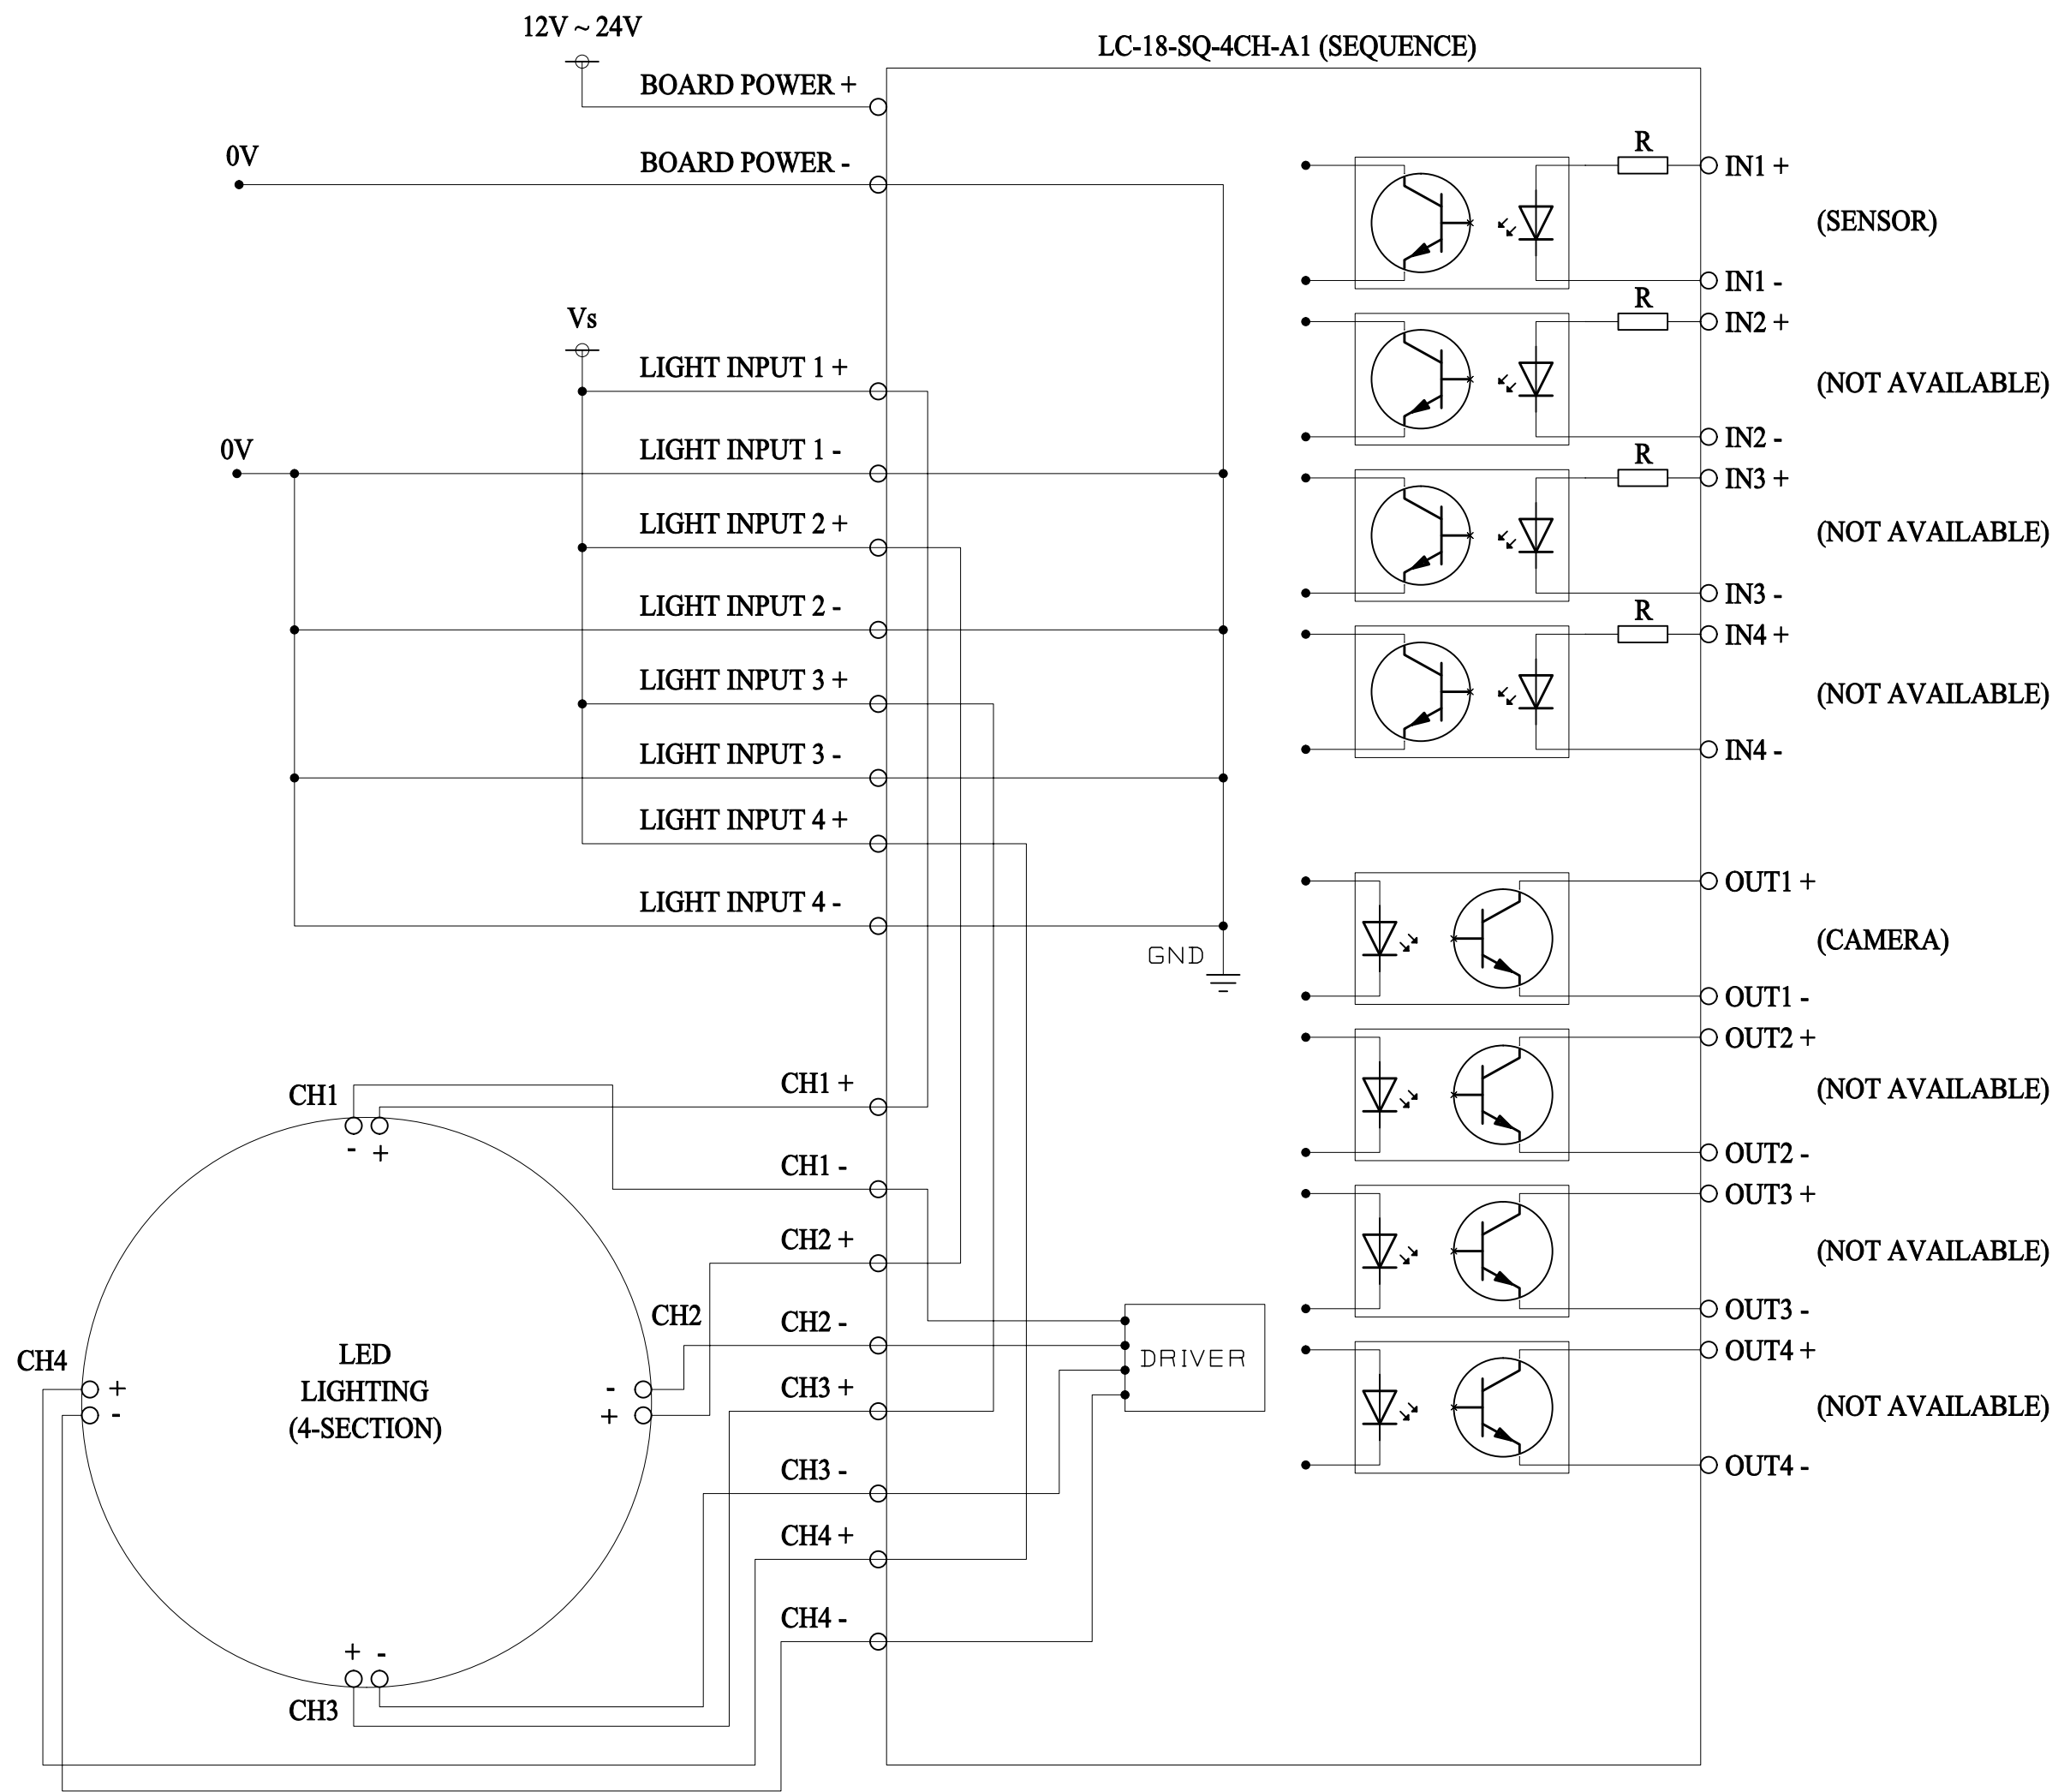 12V ~ 24V
LC-18-SQ-4CH-A1 (SEQUENCE)
BOARD POWER +
0V
BOARD POWER -
R
IN1 +
(SENSOR)
IN1 -
R
IN2 +
(NOT AVAILABLE)
IN2 -
R
IN3 +
(NOT AVAILABLE)
IN3 -
R
IN4 +
(NOT AVAILABLE)
IN4 -
Vs
LIGHT INPUT 1 +
0V
LIGHT INPUT 1 -
LIGHT INPUT 2 +
LIGHT INPUT 2 -
LIGHT INPUT 3 +
LIGHT INPUT 3 -
LIGHT INPUT 4 +
LIGHT INPUT 4 -
GND
OUT1 +
(CAMERA)
OUT1 -
OUT2 +
(NOT AVAILABLE)
OUT2 -
OUT3 +
(NOT AVAILABLE)
OUT3 -
OUT4 +
(NOT AVAILABLE)
OUT4 -
CH1 +
CH1 -
CH2 +
CH2 -
CH3 +
CH3 -
CH4 +
CH4 -
DRIVER
CH1
- +
CH2
-
+
CH4
+
-
LED
LIGHTING
(4-SECTION)
+ -
CH3